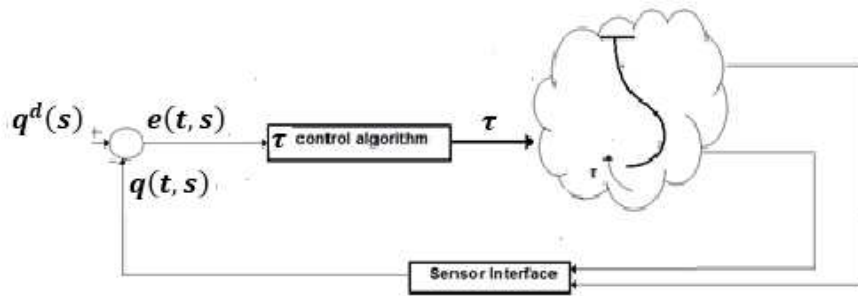 q^d(s)
+
e(t, s)
τ control algorithm
τ
τ
−
q(t, s)
Sensor Interface